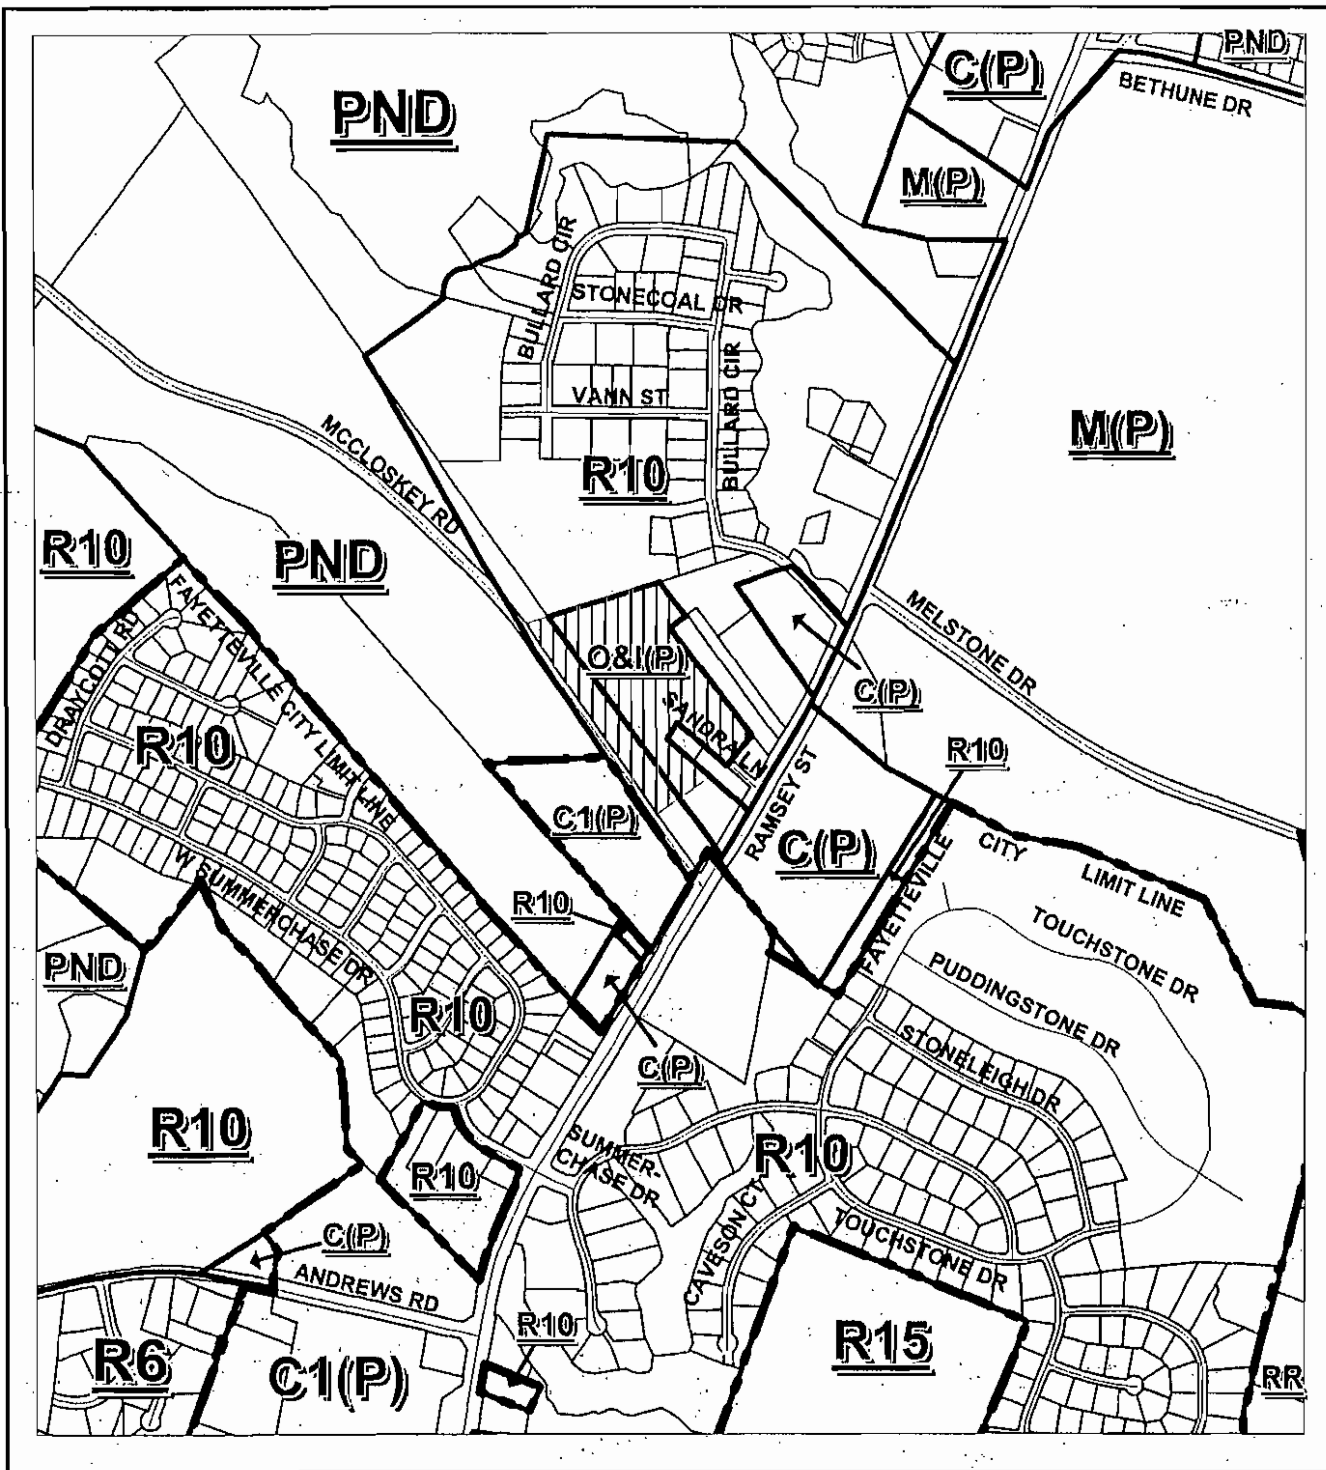 PND
C(P)
PND
BETHUNE DR
M(P)
BULLARD CIR
STONECOAL DR
VANN ST
BULLARD CIR
M(P)
MCCLOSKEY RD
R10
R10
PND
FAYETTEVILLE CITY LIMIT LINE
DRAYCOTT RD
MELSTONE DR
O&I(P)
SANDRA LN
C(P)
R10
R10
RAMSEY ST
C1(P)
C(P)
FAYETTEVILLE
CITY
LIMIT LINE
W SUMMERCHASE DR
R10
TOUCHSTONE DR
PND
PUDDINGSTONE DR
R10
STONELEIGH DR
C(P)
R10
R10
SUMMER-
CHASE DR
R10
CAVESON CT
TOUCHSTONE DR
C(P)
ANDREWS RD
R10
R6
C1(P)
R15
RR